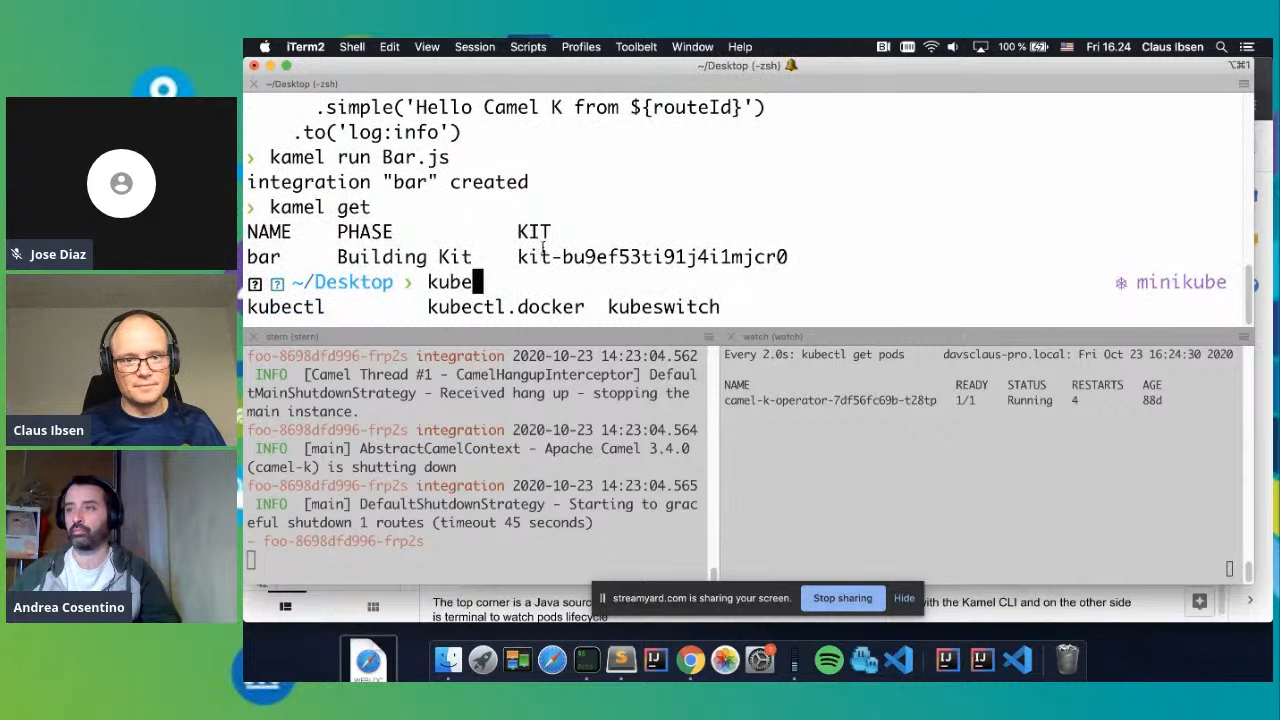 iTerm2 Shell Edit View Session Scripts Profiles Toolbelt Window Help 100 % Fri 16.24 Claus Ibsen
~/Desktop (-zsh) ⌥⌘1
~/Desktop (-zsh)
.simple('Hello Camel K from ${routeId}')
.to('log:info')
› kamel run Bar.js
integration "bar" created
› kamel get
NAME PHASE KIT
bar Building Kit kit-bu9ef53ti91j4i1mjcr0
~/Desktop › kube minikube
kubectl kubectl.docker kubeswitch
stern (stern)
foo-8698dfd996-frp2s integration 2020-10-23 14:23:04.562
INFO [Camel Thread #1 - CamelHangupInterceptor] Defaul
tMainShutdownStrategy - Received hang up - stopping the
main instance.
foo-8698dfd996-frp2s integration 2020-10-23 14:23:04.564
INFO [main] AbstractCamelContext - Apache Camel 3.4.0
(camel-k) is shutting down
foo-8698dfd996-frp2s integration 2020-10-23 14:23:04.565
INFO [main] DefaultShutdownStrategy - Starting to grac
eful shutdown 1 routes (timeout 45 seconds)
- foo-8698dfd996-frp2s
watch (watch)
Every 2.0s: kubectl get pods davsclaus-pro.local: Fri Oct 23 16:24:30 2020
NAME READY STATUS RESTARTS AGE
camel-k-operator-7df56fc69b-t28tp 1/1 Running 4 88d
streamyard.com is sharing your screen. Stop sharing Hide
The top corner is a Java sourc with the Kamel CLI and on the other side
is terminal to watch pods lifecycle
Jose Diaz
Claus Ibsen
Andrea Cosentino